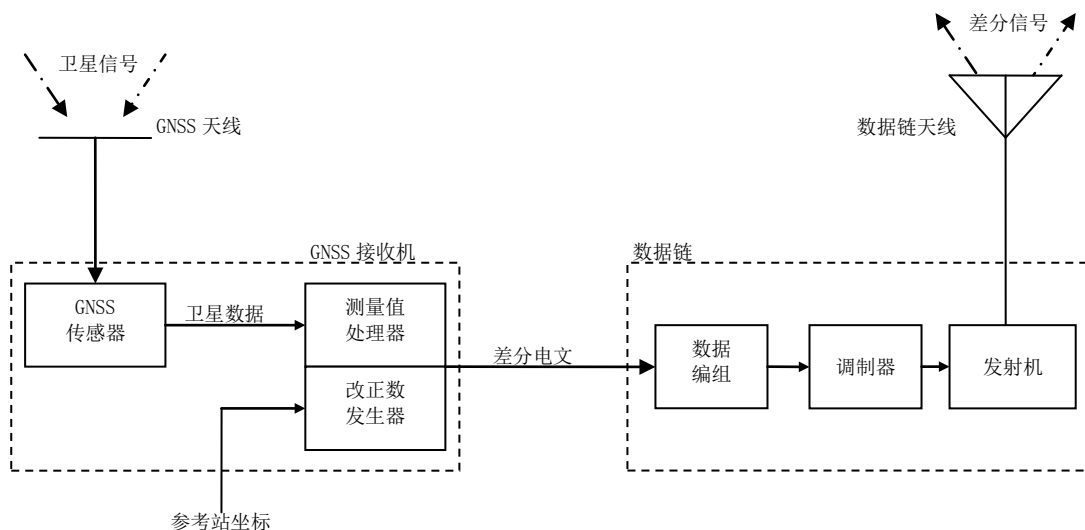 差分信号
卫星信号
GNSS 天线
数据链天线
GNSS 接收机
数据链
GNSS
传感器
卫星数据
测量值
处理器
改正数
发生器
差分电文
数据
编组
调制器
发射机
参考站坐标